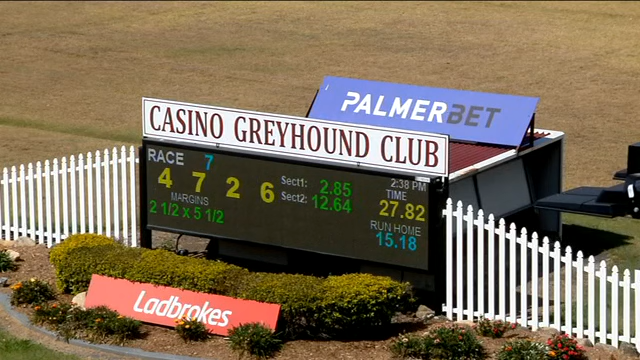 PALMERBET
CASINO GREYHOUND CLUB
RACE 7
4 7 2 6
MARGINS
2 1/2 x 5 1/2
Sect1: 2.85
Sect2: 12.64
2:38 PM
TIME
27.82
RUN HOME
15.18
Ladbrokes